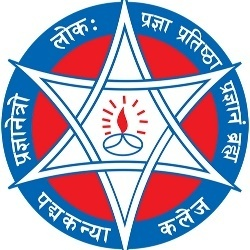 प्रज्ञानेत्रो लोकः प्रज्ञा प्रतिष्ठा प्रज्ञानं ब्रह्म
पद्मकन्या कलेज